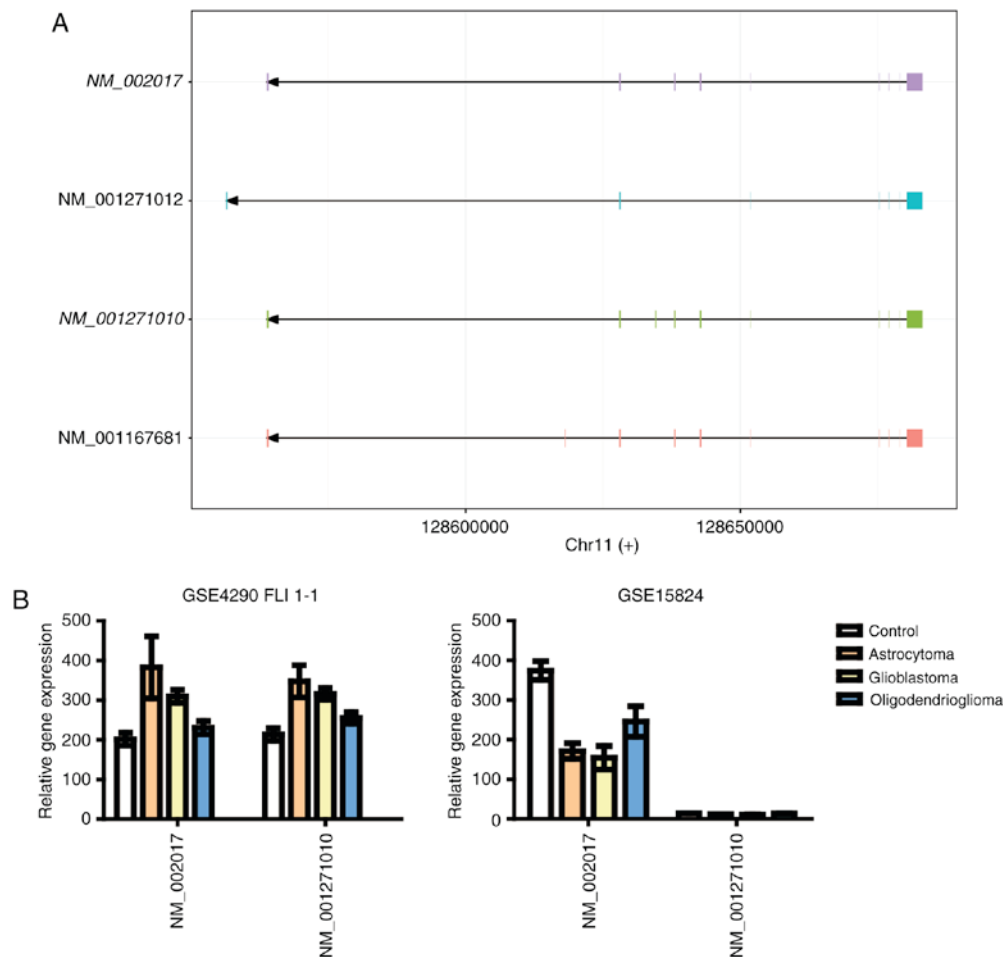 A
NM_002017
NM_001271012
NM_001271010
NM_001167681
128600000 128650000
Chr11 (+)
B
GSE4290 FLI 1-1
Relative gene expression
500
400
300
200
100
0
NM_002017
NM_001271010
GSE15824
Relative gene expression
500
400
300
200
100
0
NM_002017
NM_001271010
Control
Astrocytoma
Glioblastoma
Oligodendrioglioma